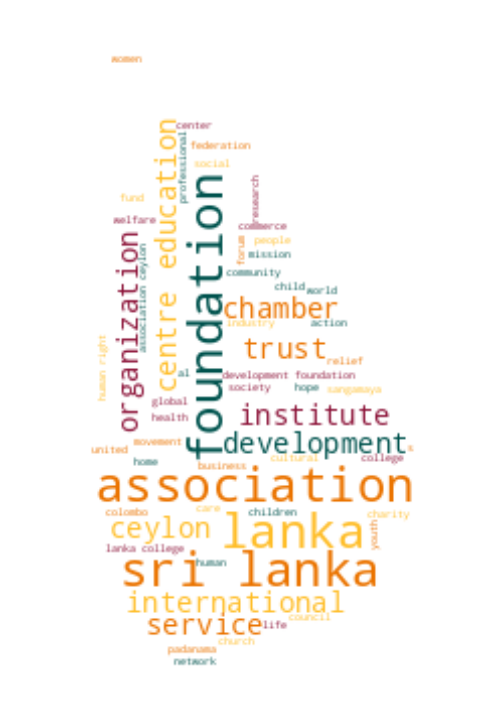 women
center
education
professional
federation
social
fund
research
welfare
commerce
foundation
organization
association ceylon
forum
people
mission
community
centre
child
world
chamber
industry
action
human right
trust
relief
al
development foundation
society
hope
sangamaya
global
health
institute
development
s
movement
united
home
business
cultural
college
association
colombo
care
children
charity
ceylon
lanka
youth
lanka college
human
sri lanka
international
service
life
council
church
padanama
network